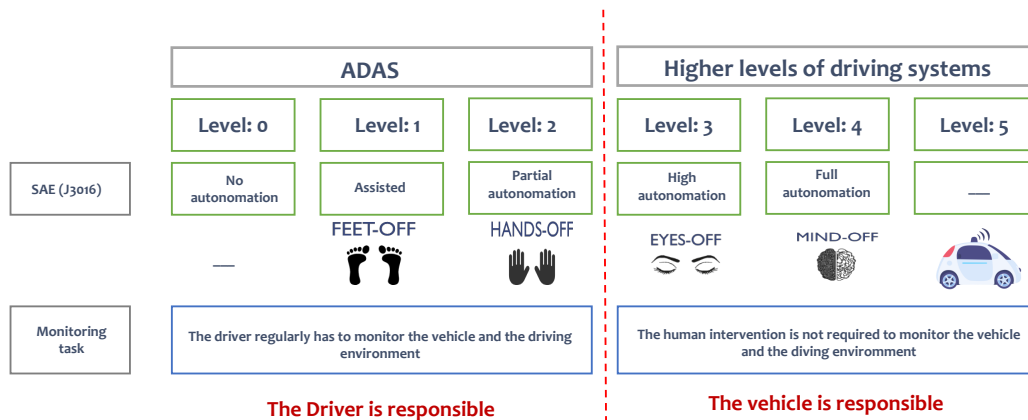 ADAS
Higher levels of driving systems
Level: 0
Level: 1
Level: 2
Level: 3
Level: 4
Level: 5
SAE (J3016)
No
autonomation
Assisted
Partial
autonomation
High
autonomation
Full
autonomation
—
FEET-OFF
HANDS-OFF
EYES-OFF
MIND-OFF
—
Monitoring
task
The driver regularly has to monitor the vehicle and the driving
environment
The human intervention is not required to monitor the vehicle
and the diving enviromment
The Driver is responsible
The vehicle is responsible